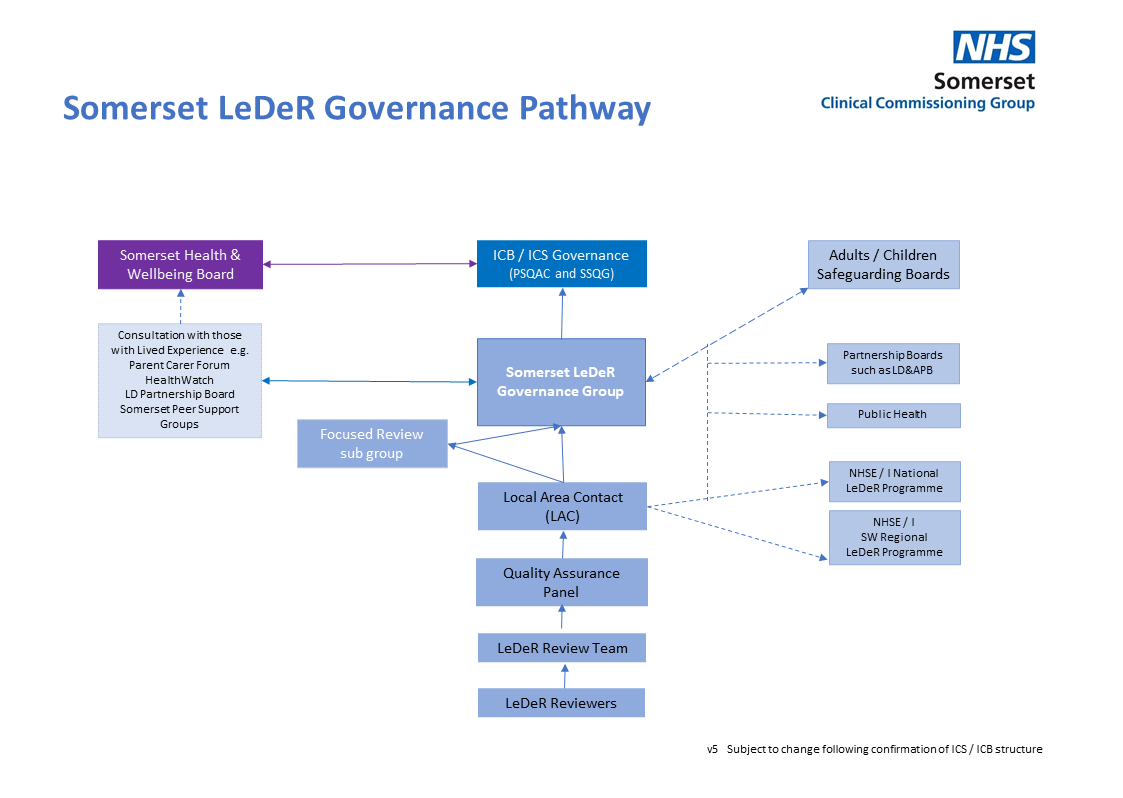 NHS
Somerset
Clinical Commissioning Group
Somerset LeDeR Governance Pathway
Somerset Health &
Wellbeing Board
ICB / ICS Governance
(PSQAC and SSQG)
Adults / Children
Safeguarding Boards
Consultation with those
with Lived Experience e.g.
Parent Carer Forum
HealthWatch
LD Partnership Board
Somerset Peer Support
Groups
Somerset LeDeR
Governance Group
Partnership Boards
such as LD&APB
Public Health
Focused Review
sub group
NHSE / I National
LeDeR Programme
Local Area Contact
(LAC)
NHSE / I
SW Regional
LeDeR Programme
Quality Assurance
Panel
LeDeR Review Team
LeDeR Reviewers
v5 Subject to change following confirmation of ICS / ICB structure